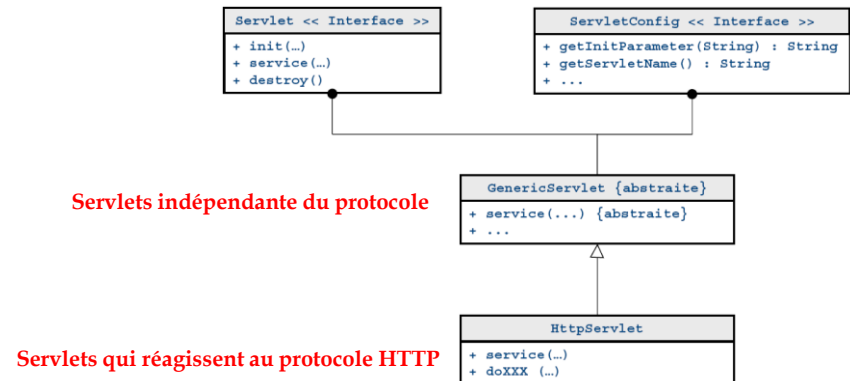 Servlet << Interface >>
+ init(…)
+ service(…)
+ destroy()
ServletConfig << Interface >>
+ getInitParameter(String) : String
+ getServletName() : String
+ ...
Servlets indépendante du protocole
GenericServlet {abstraite}
+ service(...) {abstraite}
+ ...
HttpServlet
Servlets qui réagissent au protocole HTTP
+ service(…)
+ doXXX (…)